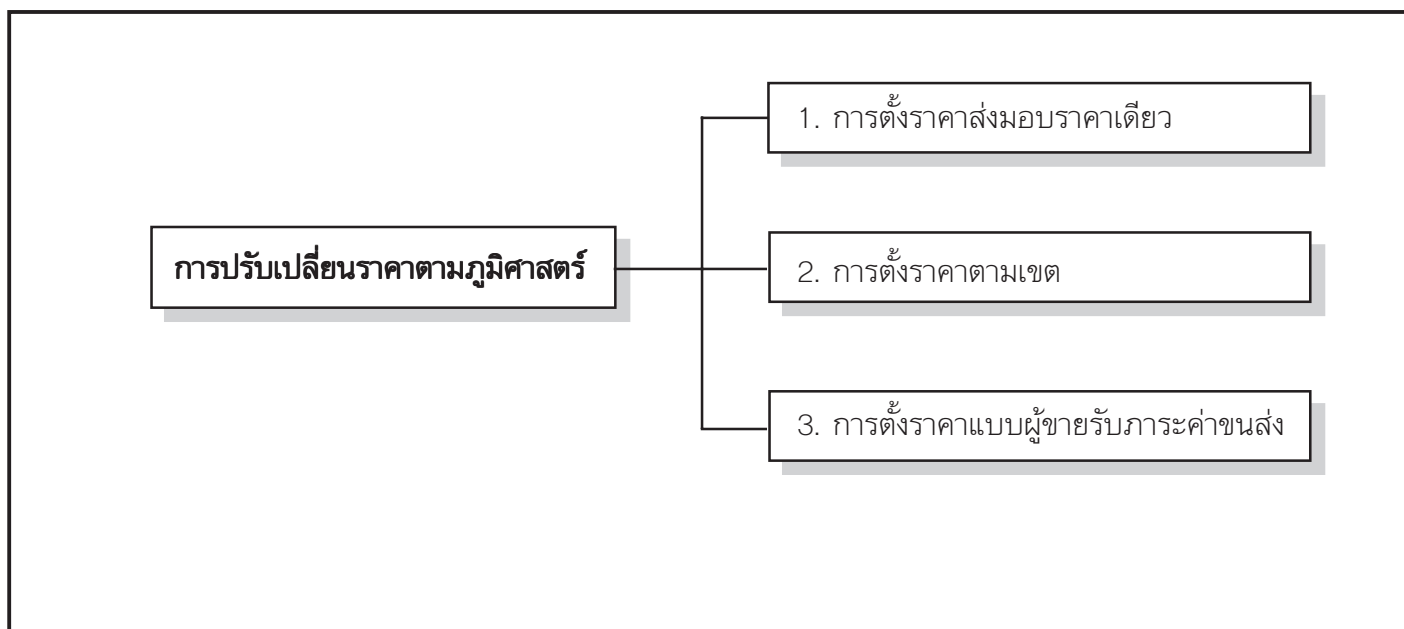 การปรับเปลี่ยนราคาตามภูมิศาสตร์
1. การตั้งราคาส่งมอบราคาเดียว
2. การตั้งราคาตามเขต
3. การตั้งราคาแบบผู้ขายรับภาระค่าขนส่ง